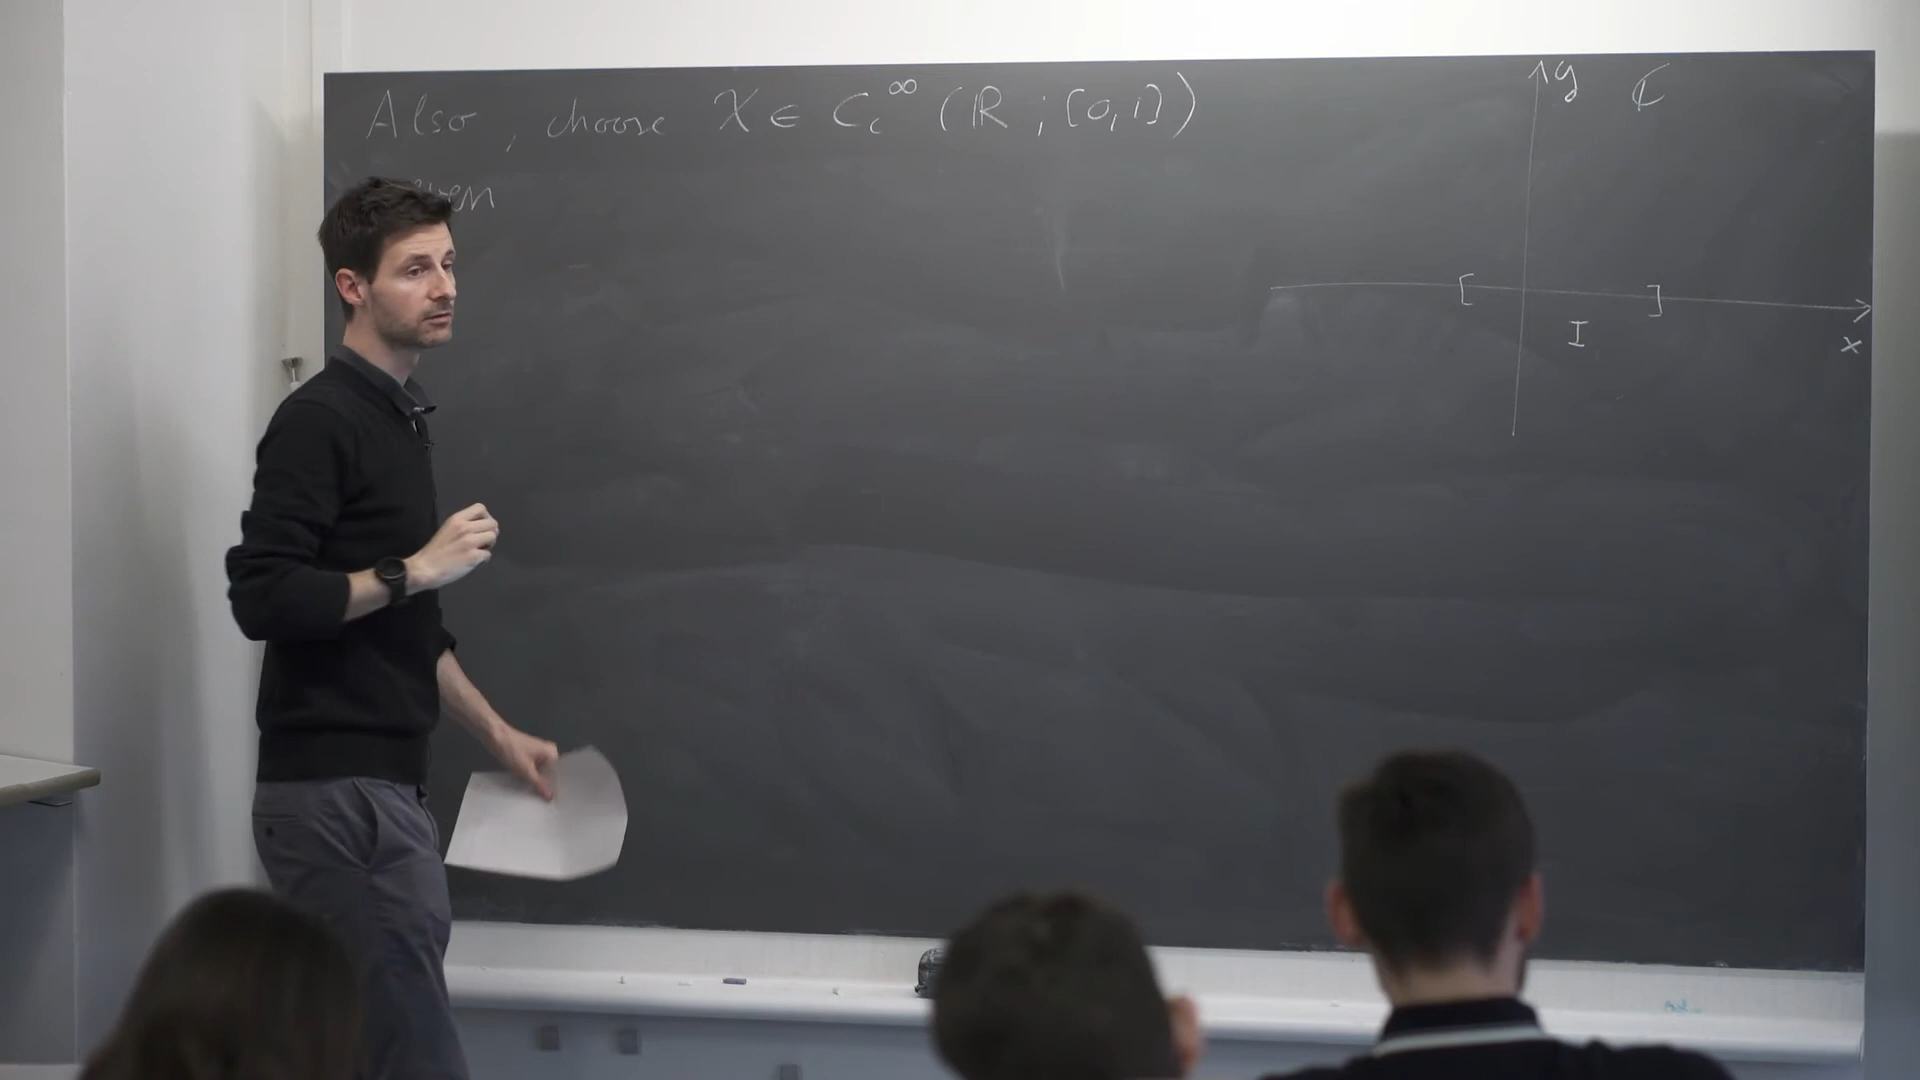 Also, choose χ ∈ C_c^∞ (ℝ ; [0,1])
even
y ℂ
[ ]
I
x